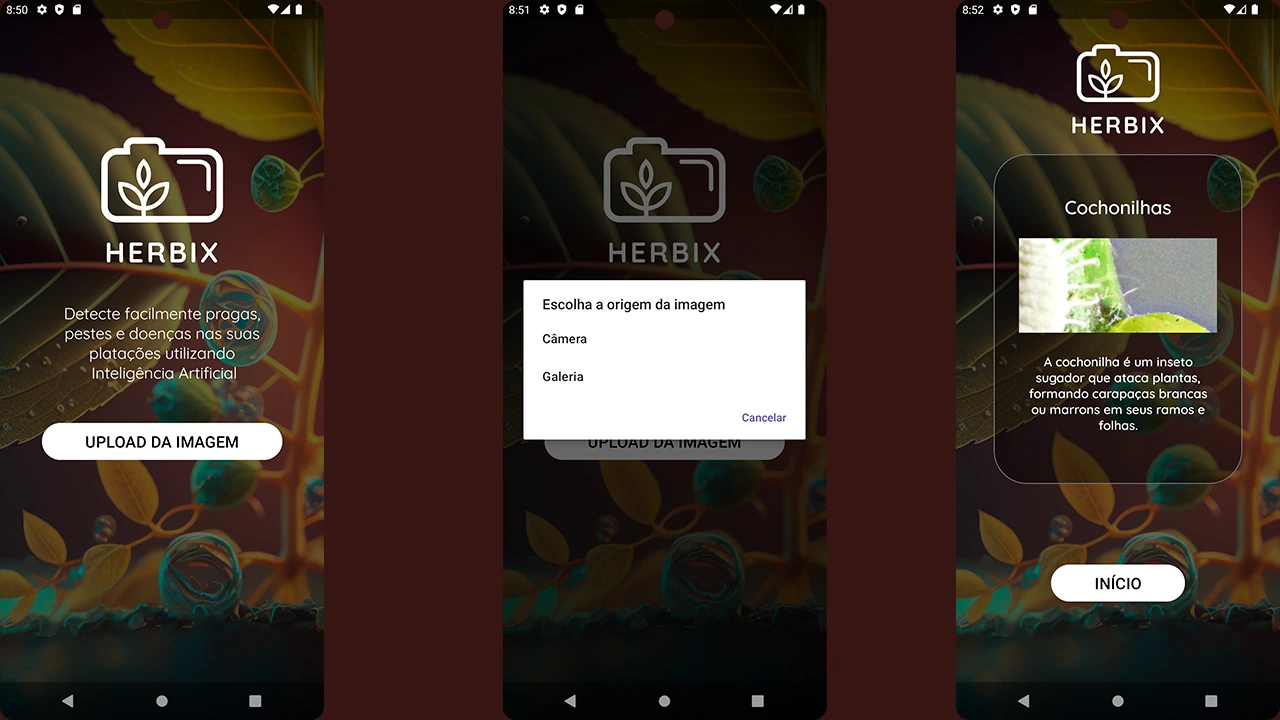 8:50
HERBIX
Detecte facilmente pragas,
pestes e doenças nas suas
platações utilizando
Inteligência Artificial
UPLOAD DA IMAGEM
8:51
HERBIX
Escolha a origem da imagem
Câmera
Galeria
Cancelar
UPLOAD DA IMAGEM
8:52
HERBIX
Cochonilhas
A cochonilha é um inseto
sugador que ataca plantas,
formando carapaças brancas
ou marrons em seus ramos e
folhas.
INÍCIO